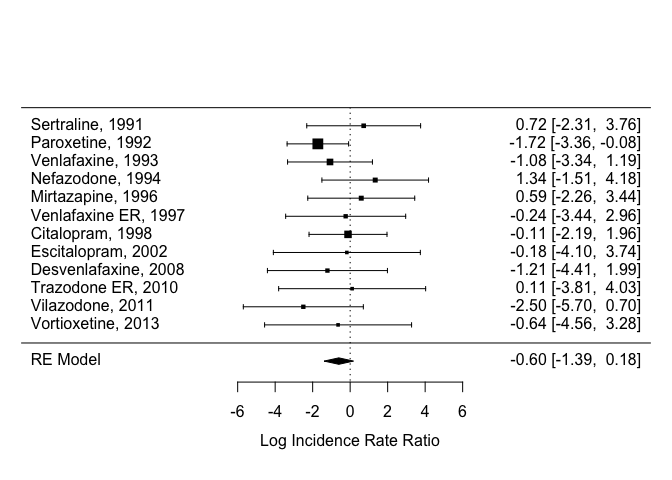 Sertraline, 1991 0.72 [-2.31, 3.76]
Paroxetine, 1992 -1.72 [-3.36, -0.08]
Venlafaxine, 1993 -1.08 [-3.34, 1.19]
Nefazodone, 1994 1.34 [-1.51, 4.18]
Mirtazapine, 1996 0.59 [-2.26, 3.44]
Venlafaxine ER, 1997 -0.24 [-3.44, 2.96]
Citalopram, 1998 -0.11 [-2.19, 1.96]
Escitalopram, 2002 -0.18 [-4.10, 3.74]
Desvenlafaxine, 2008 -1.21 [-4.41, 1.99]
Trazodone ER, 2010 0.11 [-3.81, 4.03]
Vilazodone, 2011 -2.50 [-5.70, 0.70]
Vortioxetine, 2013 -0.64 [-4.56, 3.28]
RE Model -0.60 [-1.39, 0.18]
-6 -4 -2 0 2 4 6
Log Incidence Rate Ratio